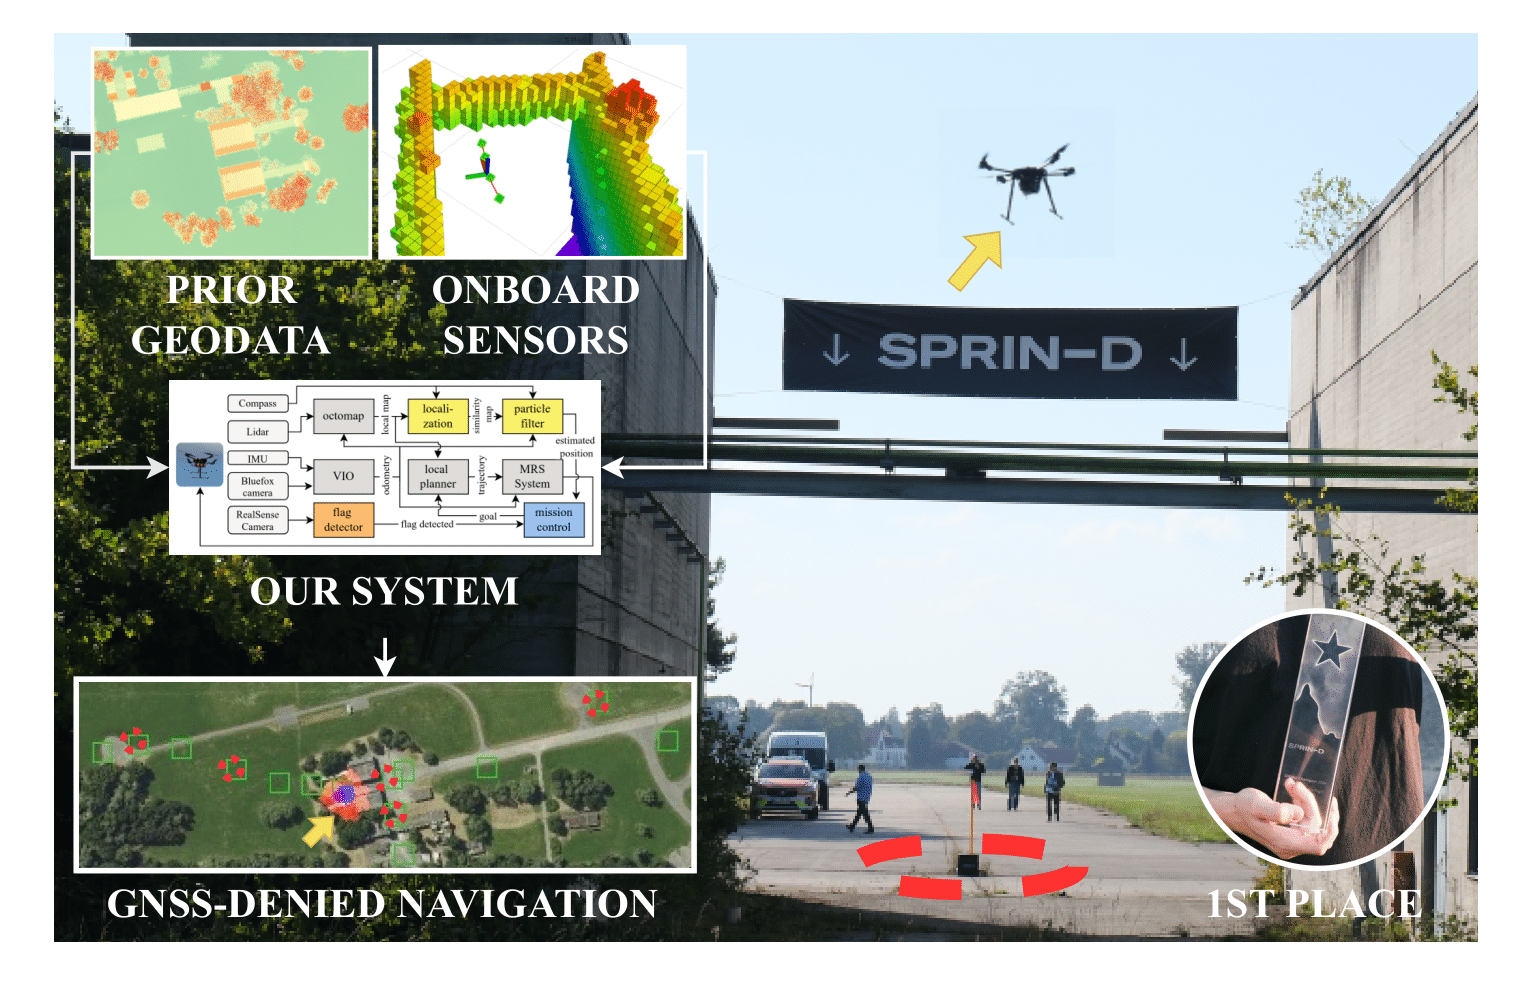 PRIOR
GEODATA
ONBOARD
SENSORS
Compass
Lidar
IMU
Bluefox
camera
RealSense
Camera
octomap
VIO
flag
detector
local map
odometry
locali-
zation
local
planner
similarity
map
trajectory
particle
filter
MRS
System
estimated
position
flag detected
goal
mission
control
OUR SYSTEM
GNSS-DENIED NAVIGATION
↓ SPRIN-D ↓
SPRIN-D
1ST PLACE